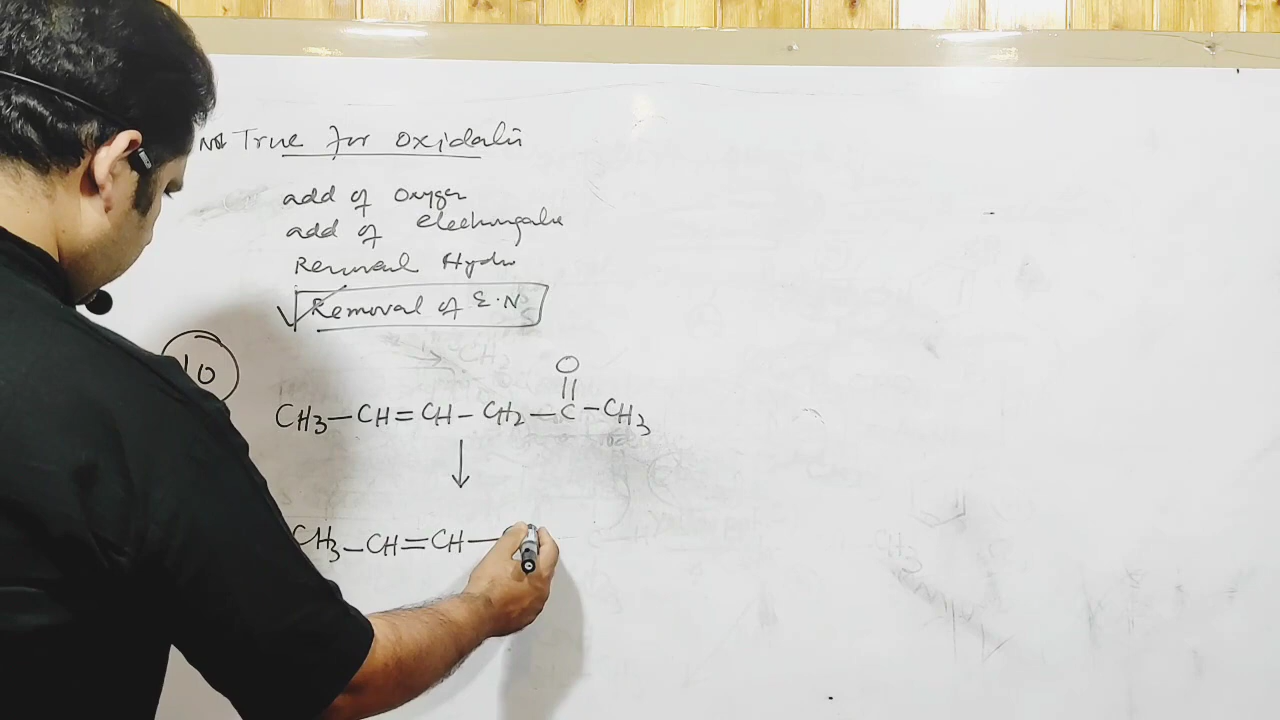 Not True for Oxidatin
add of Oxygen
add of electronegative
Removal Hydro
Removal of E.N
10
O
CH3—CH=CH-CH2—C-CH3
CH3—CH=CH—